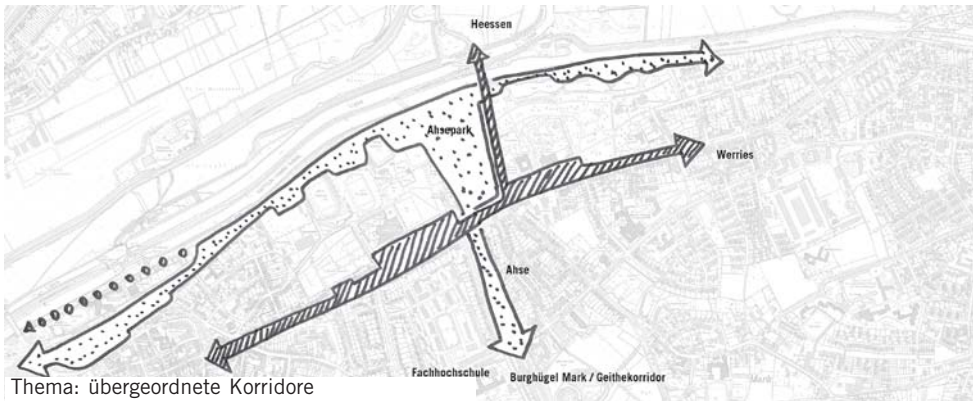 Heessen
Ahsepark
Werries
Ahse
Fachhochschule
Burghügel Mark / Geithekorridor
Thema: übergeordnete Korridore